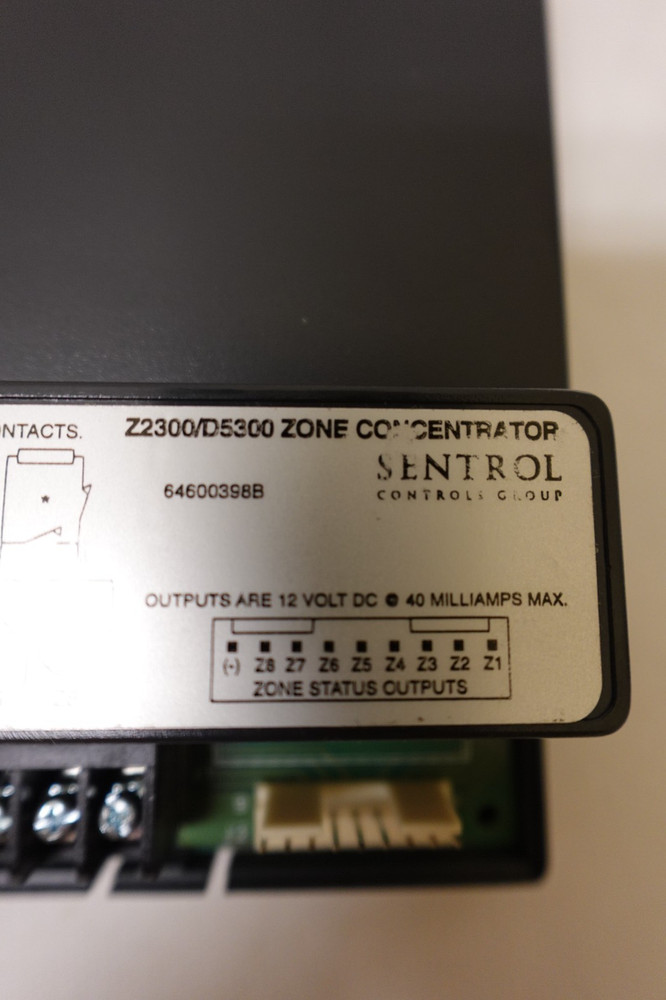 ONTACTS.
Z2300/D5300 ZONE CONCENTRATOR
SENTROL
CONTROLS GROUP
64600398B
*
OUTPUTS ARE 12 VOLT DC @ 40 MILLIAMPS MAX.
(-) Z8 Z7 Z6 Z5 Z4 Z3 Z2 Z1
ZONE STATUS OUTPUTS